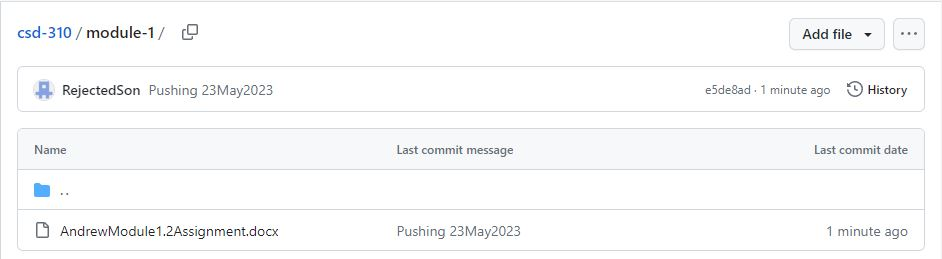 csd-310 / module-1 /
Add file
RejectedSon Pushing 23May2023 e5de8ad · 1 minute ago History
Name Last commit message Last commit date
..
AndrewModule1.2Assignment.docx Pushing 23May2023 1 minute ago